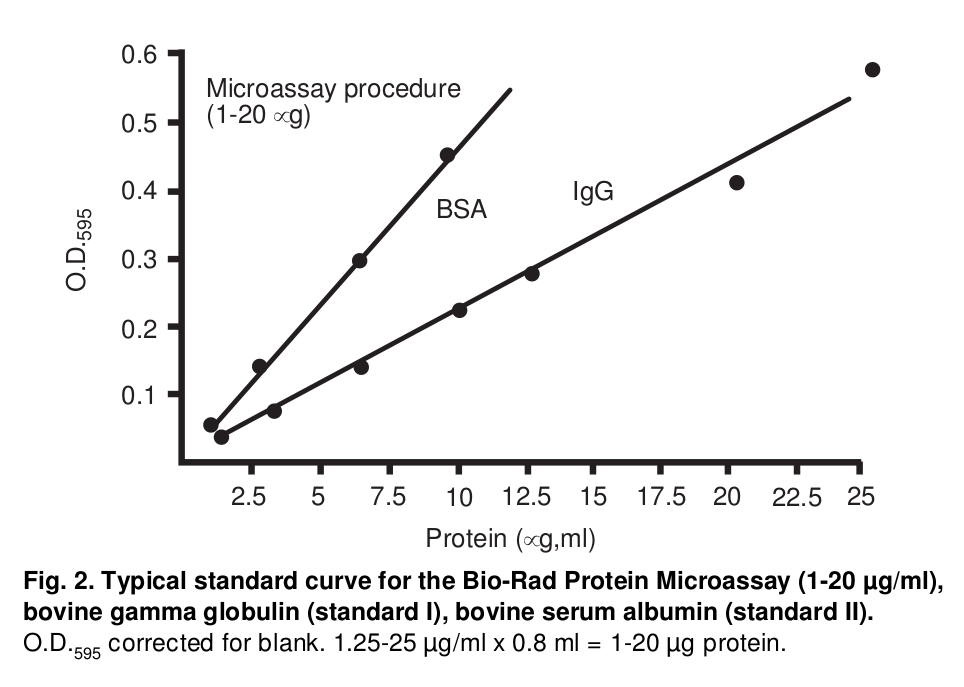 0.6
Microassay procedure
(1-20 ∝g)
0.5
0.4
IgG
BSA
0.3
O.D.595
0.2
0.1
2.5 5 7.5 10 12.5 15 17.5 20 22.5 25
Protein (∝g,ml)
Fig. 2. Typical standard curve for the Bio-Rad Protein Microassay (1-20 µg/ml),
bovine gamma globulin (standard I), bovine serum albumin (standard II).
O.D.595 corrected for blank. 1.25-25 µg/ml x 0.8 ml = 1-20 µg protein.